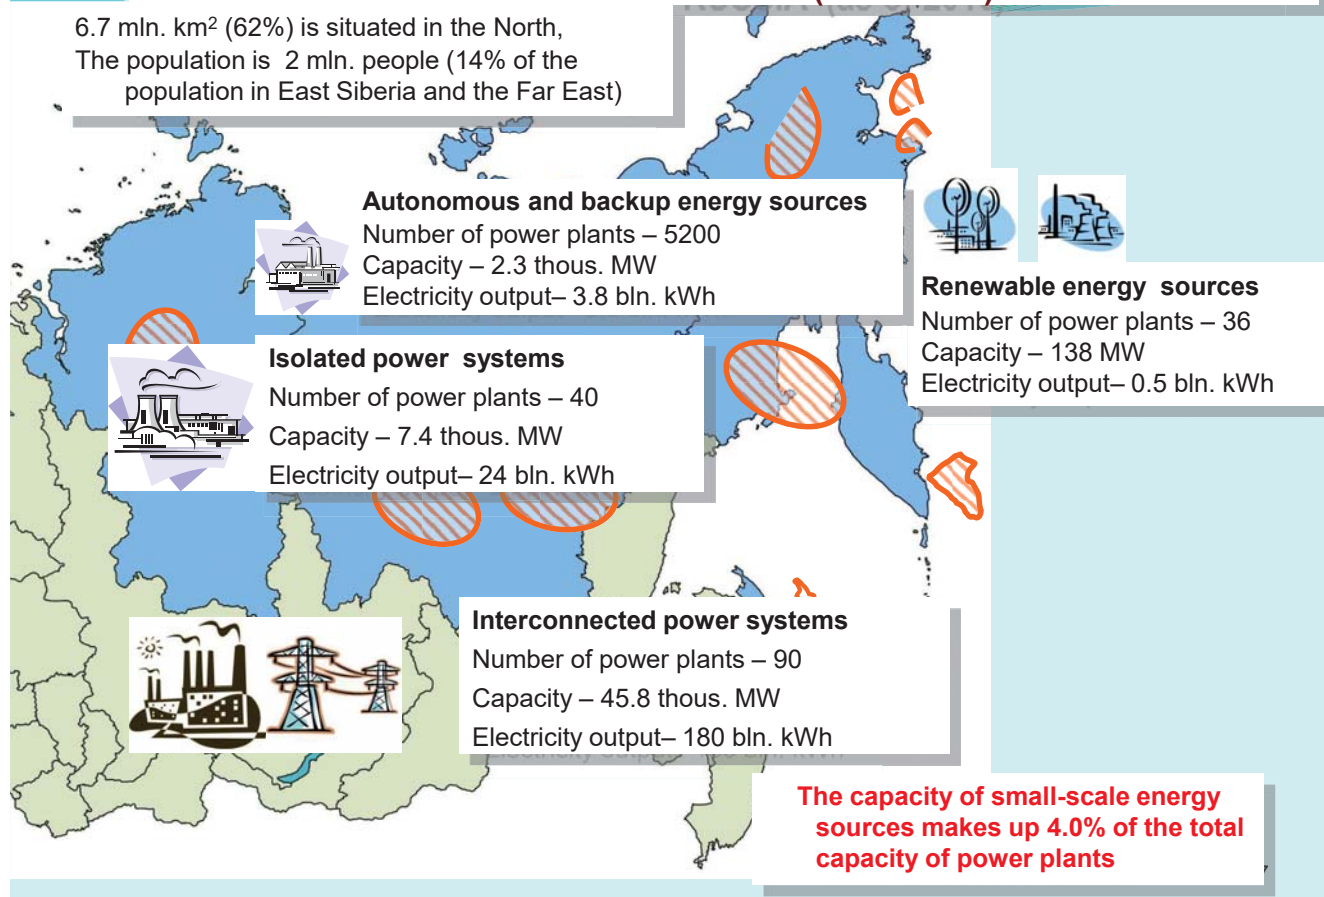 6.7 mln. km² (62%) is situated in the North,
The population is 2 mln. people (14% of the
population in East Siberia and the Far East)
Autonomous and backup energy sources
Number of power plants – 5200
Capacity – 2.3 thous. MW
Electricity output– 3.8 bln. kWh
Renewable energy sources
Number of power plants – 36
Capacity – 138 MW
Electricity output– 0.5 bln. kWh
Isolated power systems
Number of power plants – 40
Capacity – 7.4 thous. MW
Electricity output– 24 bln. kWh
Interconnected power systems
Number of power plants – 90
Capacity – 45.8 thous. MW
Electricity output– 180 bln. kWh
The capacity of small-scale energy
sources makes up 4.0% of the total
capacity of power plants